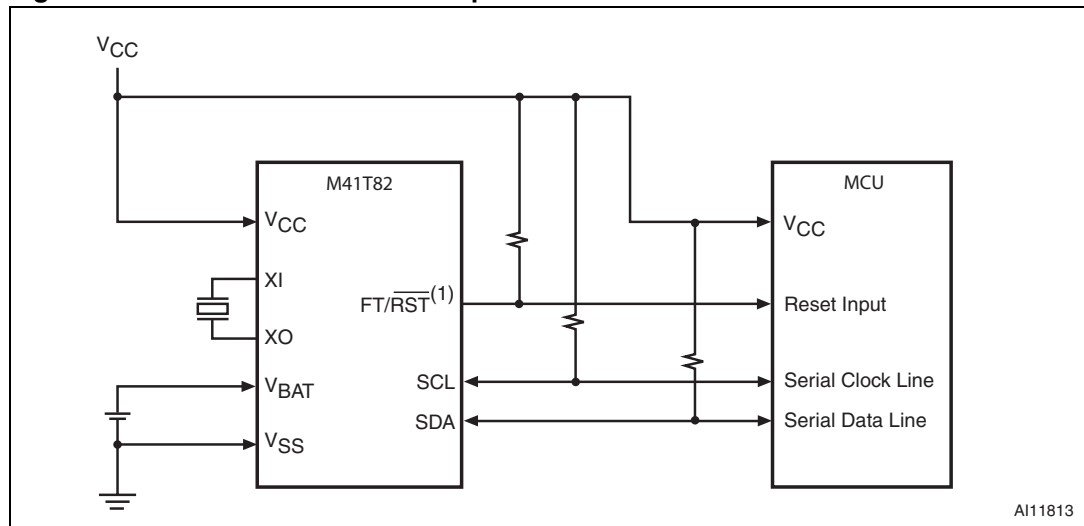 V_CC
M41T82
V_CC
XI
XO
V_BAT
V_SS
FT/R̅S̅T̅(1)
SCL
SDA
MCU
V_CC
Reset Input
Serial Clock Line
Serial Data Line
AI11813